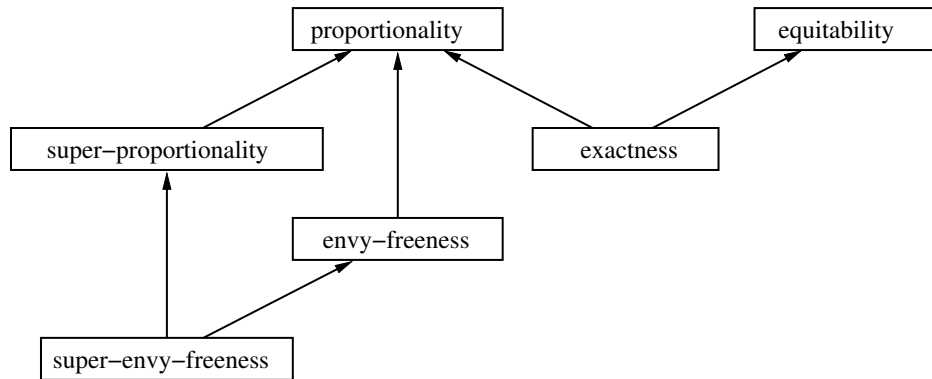 proportionality
equitability
super−proportionality
exactness
envy−freeness
super−envy−freeness